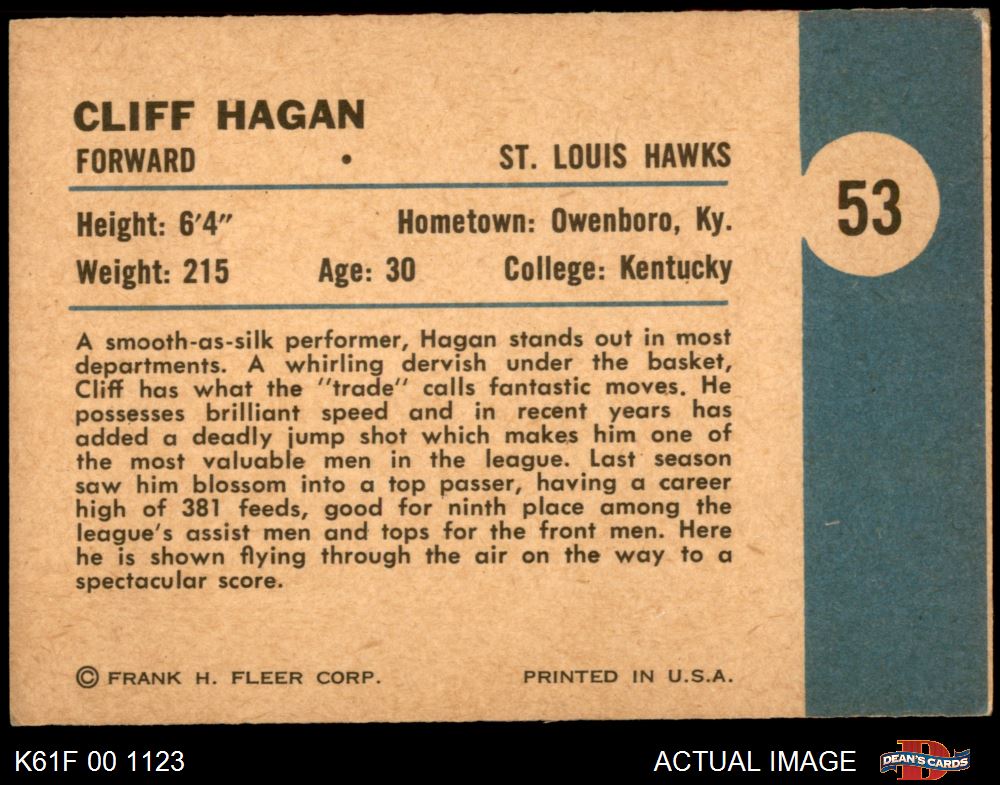 CLIFF HAGAN
FORWARD • ST. LOUIS HAWKS
Height: 6'4" Hometown: Owenboro, Ky.
Weight: 215 Age: 30 College: Kentucky
53
A smooth-as-silk performer, Hagan stands out in most
departments. A whirling dervish under the basket,
Cliff has what the "trade" calls fantastic moves. He
possesses brilliant speed and in recent years has
added a deadly jump shot which makes him one of
the most valuable men in the league. Last season
saw him blossom into a top passer, having a career
high of 381 feeds, good for ninth place among the
league's assist men and tops for the front men. Here
he is shown flying through the air on the way to a
spectacular score.
© FRANK H. FLEER CORP. PRINTED IN U.S.A.
K61F 00 1123 ACTUAL IMAGE D DEAN'S CARDS